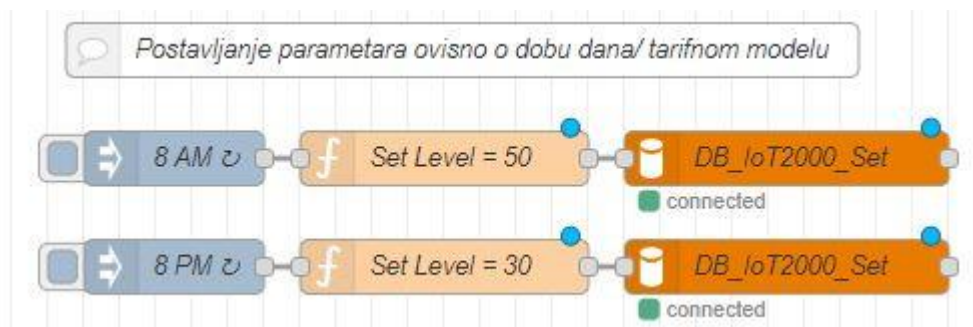 Postavljanje parametara ovisno o dobu dana/ tarifnom modelu
8 AM ↻ Set Level = 50 DB_IoT2000_Set
connected
8 PM ↻ Set Level = 30 DB_IoT2000_Set
connected